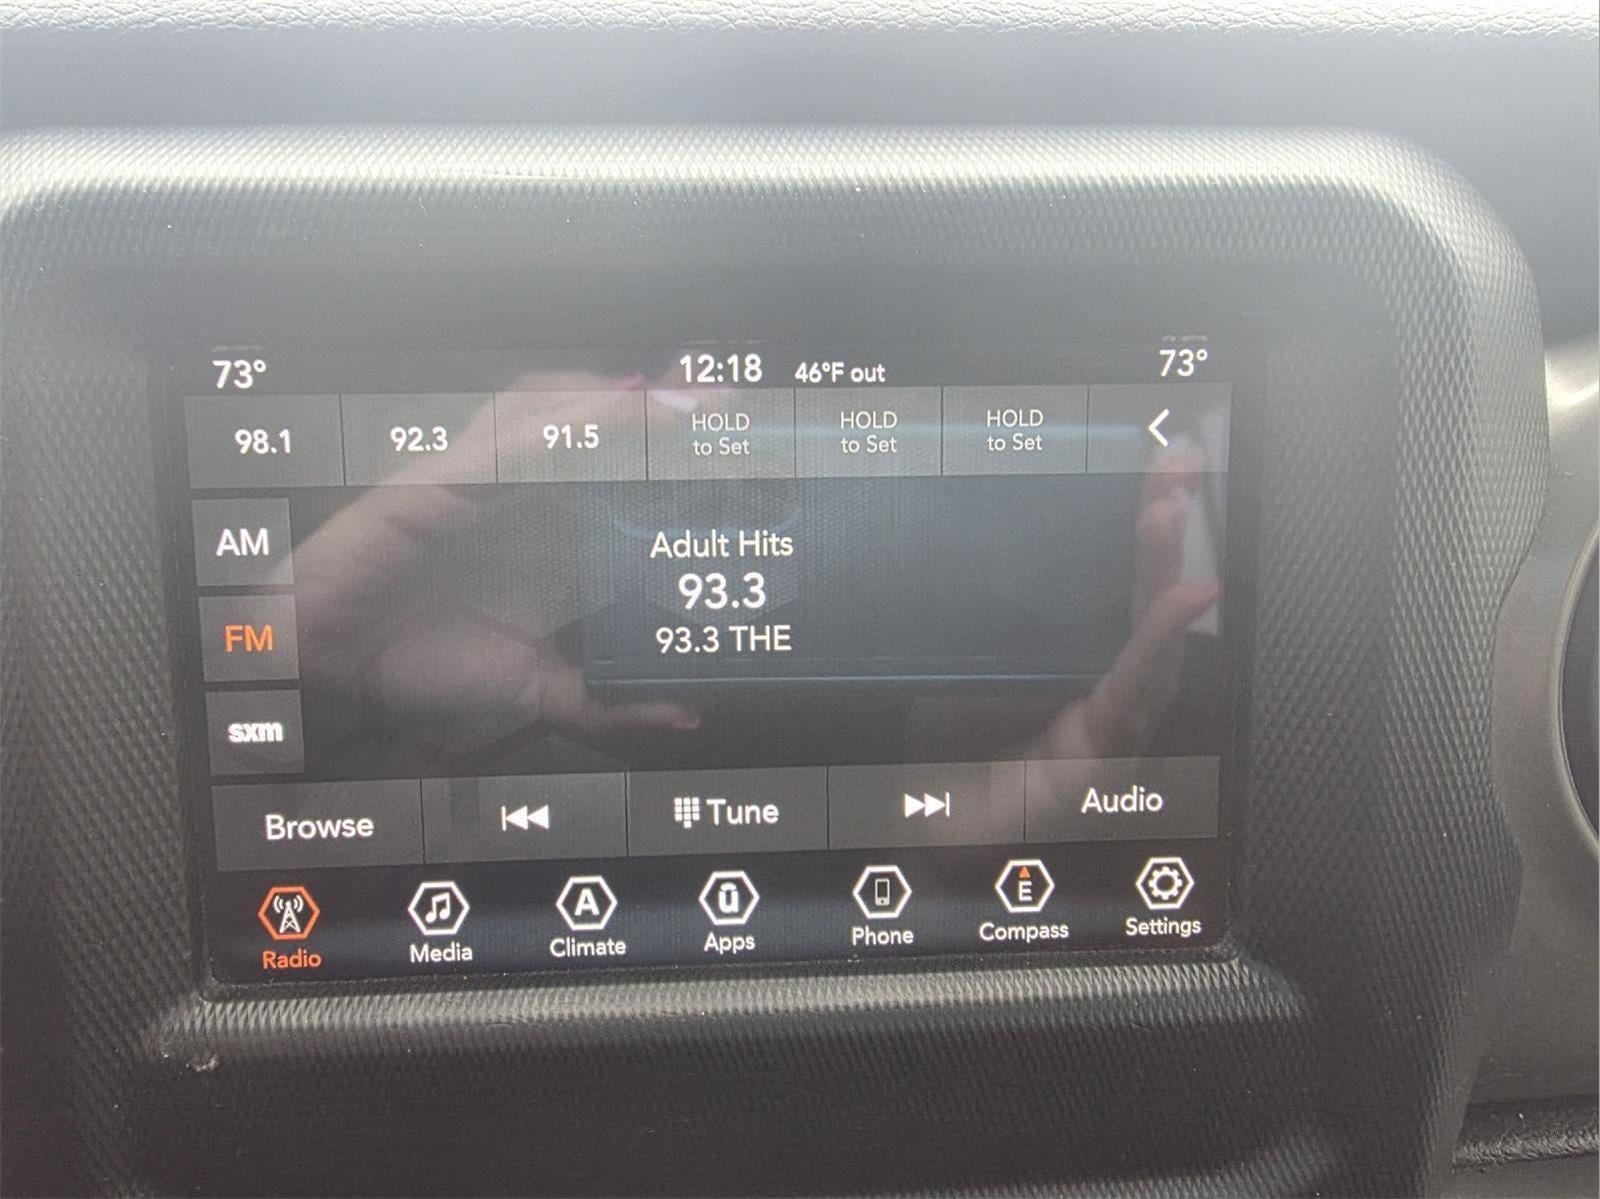 73° 12:18 46°F out 73°
98.1 92.3 91.5 HOLD to Set HOLD to Set HOLD to Set
AM
Adult Hits
93.3
FM
93.3 THE
sxm
Browse Tune Audio
A û E
Radio Media Climate Apps Phone Compass Settings